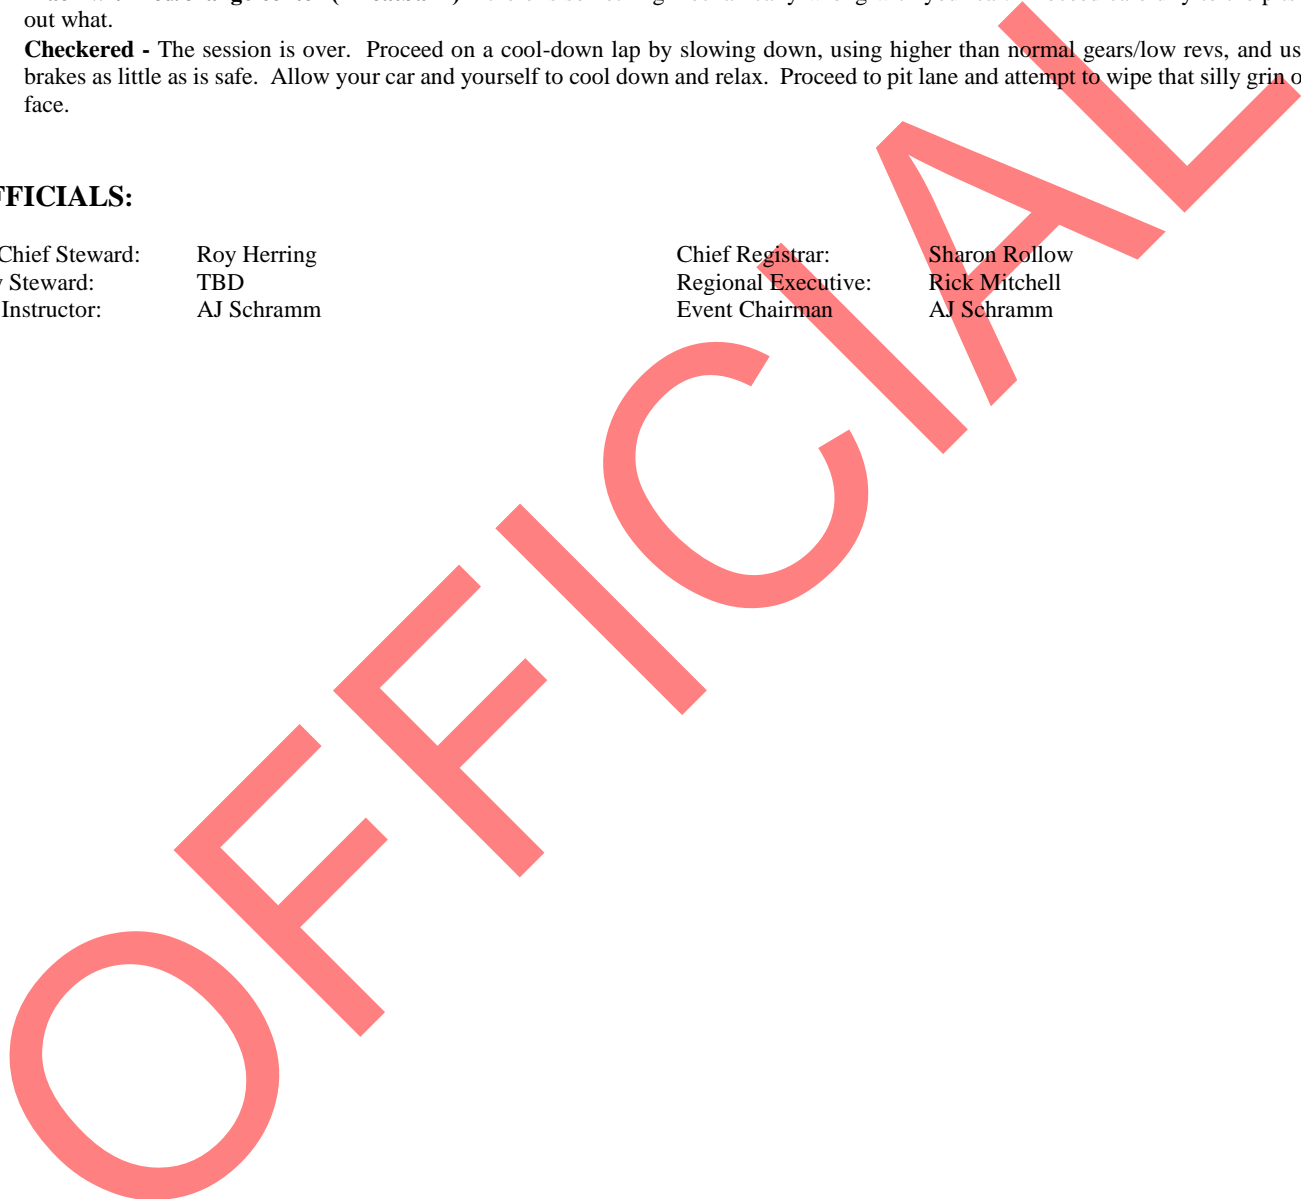 out what.
Checkered - The session is over. Proceed on a cool-down lap by slowing down, using higher than normal gears/low revs, and us
brakes as little as is safe. Allow your car and yourself to cool down and relax. Proceed to pit lane and attempt to wipe that silly grin o
face.
FFICIALS:
Chief Steward: Roy Herring Chief Registrar: Sharon Rollow
Steward: TBD Regional Executive: Rick Mitchell
Instructor: AJ Schramm Event Chairman AJ Schramm
OFFICIAL